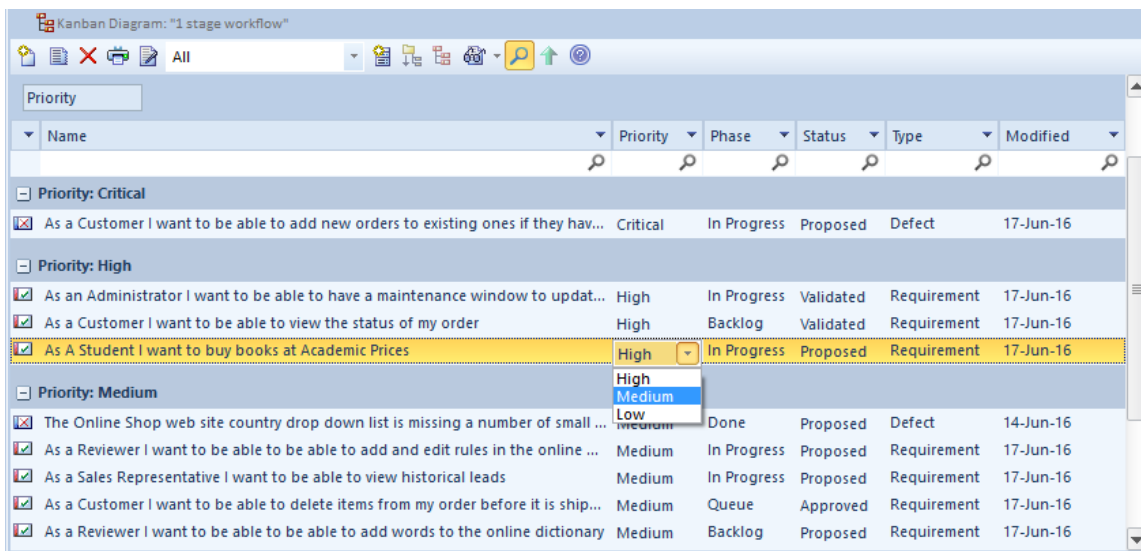 Kanban Diagram: "1 stage workflow"
All
Priority
Name Priority Phase Status Type Modified
Priority: Critical
As a Customer I want to be able to add new orders to existing ones if they hav... Critical In Progress Proposed Defect 17-Jun-16
Priority: High
As an Administrator I want to be able to have a maintenance window to updat... High In Progress Validated Requirement 17-Jun-16
As a Customer I want to be able to view the status of my order High Backlog Validated Requirement 17-Jun-16
As A Student I want to buy books at Academic Prices High In Progress Proposed Requirement 17-Jun-16
High
Medium
Low
Priority: Medium
The Online Shop web site country drop down list is missing a number of small ... Medium Done Proposed Defect 14-Jun-16
As a Reviewer I want to be able to be able to add and edit rules in the online ... Medium In Progress Proposed Requirement 17-Jun-16
As a Sales Representative I want to be able to view historical leads Medium In Progress Proposed Requirement 17-Jun-16
As a Customer I want to be able to delete items from my order before it is ship... Medium Queue Approved Requirement 17-Jun-16
As a Reviewer I want to be able to be able to add words to the online dictionary Medium Backlog Proposed Requirement 17-Jun-16